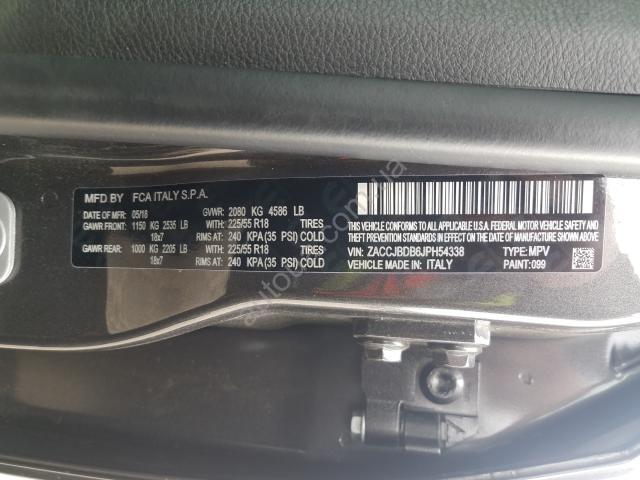 MFD BY FCA ITALY S.P.A.
DATE OF MFR: 05/18 GVWR: 2080 KG 4586 LB
GAWR FRONT: 1150 KG 2535 LB WITH: 225/55 R18 TIRES
18x7 RIMS AT: 240 KPA (35 PSI) COLD
GAWR REAR: 1000 KG 2205 LB WITH: 225/55 R18 TIRES
18x7 RIMS AT: 240 KPA (35 PSI) COLD
THIS VEHICLE CONFORMS TO ALL APPLICABLE U.S.A. FEDERAL MOTOR VEHICLE SAFETY,
BUMPER AND THEFT PREVENTION STANDARDS IN EFFECT ON THE DATE OF MANUFACTURE SHOWN ABOVE.
VIN: ZACCJBDB6JPH54338 TYPE: MPV
VEHICLE MADE IN: ITALY PAINT: 099